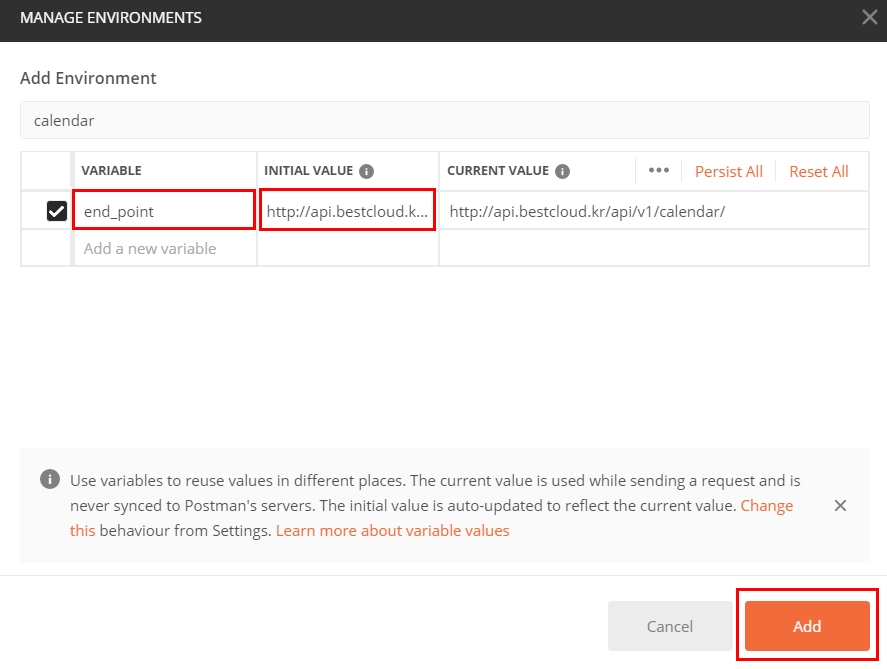 MANAGE ENVIRONMENTS
Add Environment
calendar
VARIABLE INITIAL VALUE CURRENT VALUE ••• Persist All Reset All
end_point http://api.bestcloud.k... http://api.bestcloud.kr/api/v1/calendar/
Add a new variable
Use variables to reuse values in different places. The current value is used while sending a request and is
never synced to Postman's servers. The initial value is auto-updated to reflect the current value. Change
this behaviour from Settings. Learn more about variable values
Cancel Add